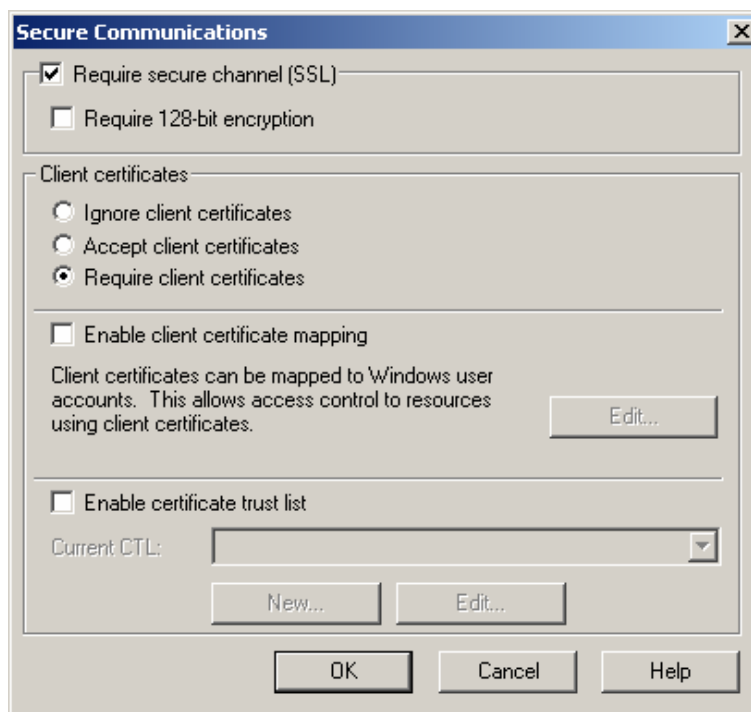 Secure Communications
Require secure channel (SSL)
Require 128-bit encryption
Client certificates
Ignore client certificates
Accept client certificates
Require client certificates
Enable client certificate mapping
Client certificates can be mapped to Windows user
accounts.  This allows access control to resources
using client certificates.
Edit...
Enable certificate trust list
Current CTL:
New...
Edit...
OK
Cancel
Help